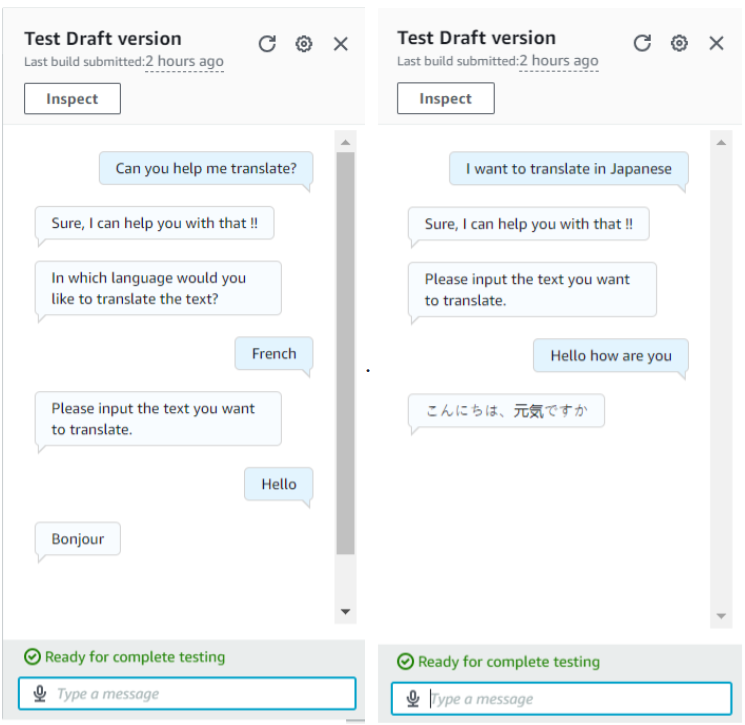 Test Draft version
Last build submitted:2 hours ago
Inspect
Can you help me translate?
Sure, I can help you with that !!
In which language would you
like to translate the text?
French
Please input the text you want
to translate.
Hello
Bonjour
Ready for complete testing
Type a message
.
Test Draft version
Last build submitted:2 hours ago
Inspect
I want to translate in Japanese
Sure, I can help you with that !!
Please input the text you want
to translate.
Hello how are you
こんにちは、元気ですか
Ready for complete testing
Type a message